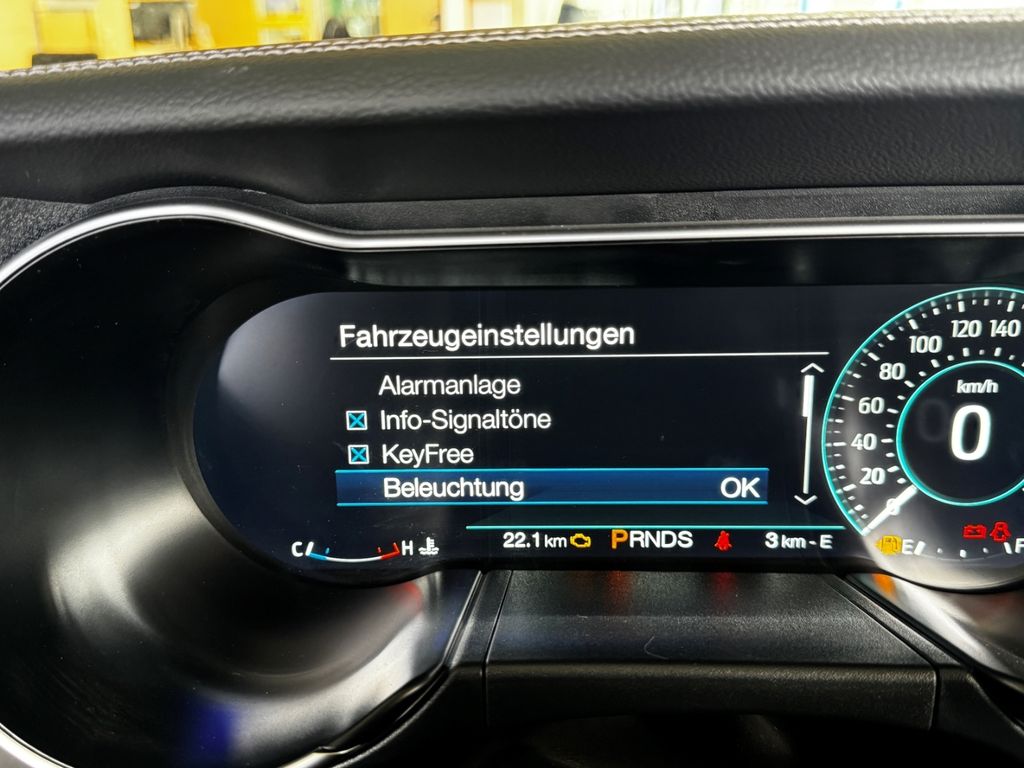 Fahrzeugeinstellungen
Alarmanlage
Info-Signaltöne
KeyFree
Beleuchtung OK
C H
22.1 km PRNDS 3 km - E
E F
0 20 40 60 80 100 120 140
km/h
0